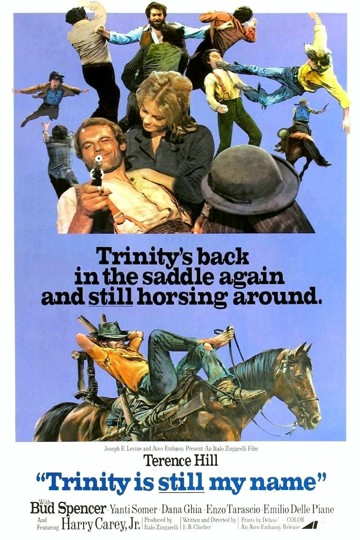 Trinity's back
in the saddle again
and still horsing around.
Joseph E. Levine and Avco Embassy Present An Italo Zingarelli Film
Terence Hill
"Trinity is still my name"
With Bud Spencer · Yanti Somer · Dana Ghia · Enzo Tarascio · Emilio Delle Piane
And Featuring Harry Carey, Jr. Produced by Italo Zingarelli Written and Directed by E.B. Clucher Prints by Deluxe® COLOR An Avco Embassy Release